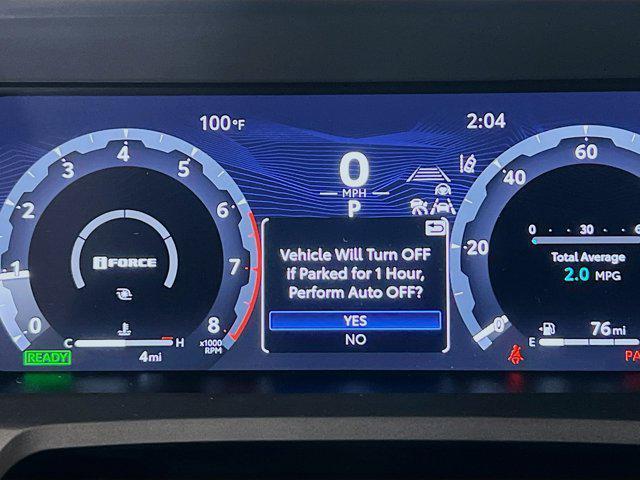 100°F
2:04
0
MPH
P
0
1
2
3
4
5
6
7
8
x1000
RPM
iFORCE
READY
C
H
4mi
Vehicle Will Turn OFF
if Parked for 1 Hour,
Perform Auto OFF?
YES
NO
0
20
40
60
0
30
Total Average
2.0 MPG
E
76mi
PA